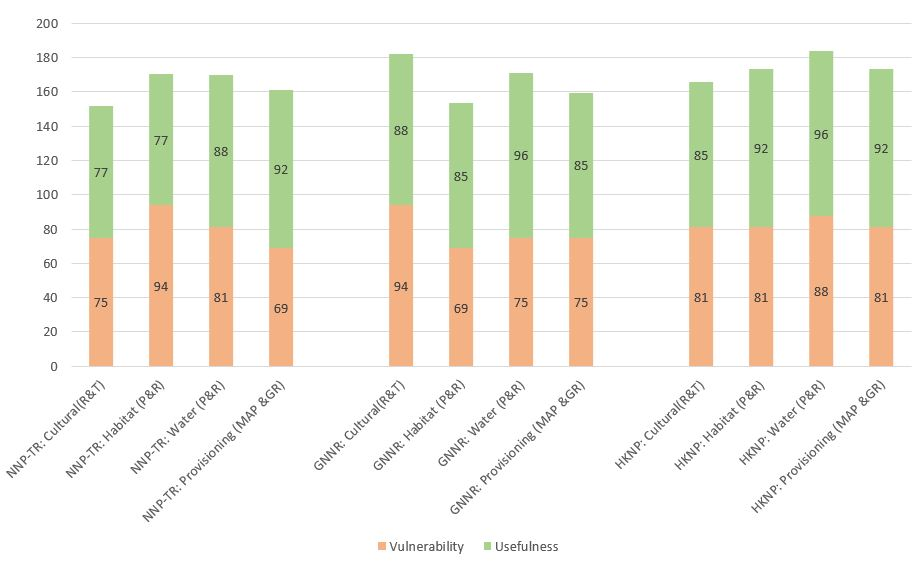 200
180
160
140
120
100
80
60
40
20
0
77 77 88 92 88 85 96 85 85 92 96 92
75 94 81 69 94 69 75 75 81 81 88 81
NNP-TR: Cultural(R&T)
NNP-TR: Habitat (P&R)
NNP-TR: Water (P&R)
NNP-TR: Provisioning (MAP &GR)
GNNR: Cultural(R&T)
GNNR: Habitat (P&R)
GNNR: Water (P&R)
GNNR: Provisioning (MAP &GR)
HKNP: Cultural(R&T)
HKNP: Habitat (P&R)
HKNP: Water (P&R)
HKNP: Provisioning (MAP &GR)
Vulnerability Usefulness